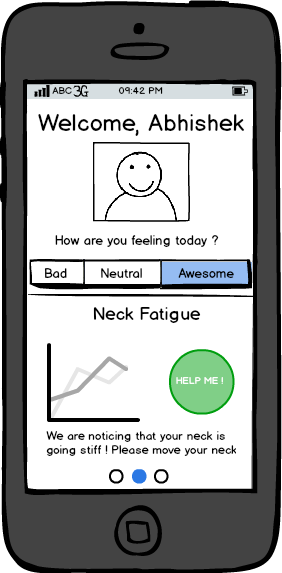 ABC 3G 09:42 PM
Welcome, Abhishek
How are you feeling today ?
Bad Neutral Awesome
Neck Fatigue
HELP ME !
We are noticing that your neck is
going stiff ! Please move your neck